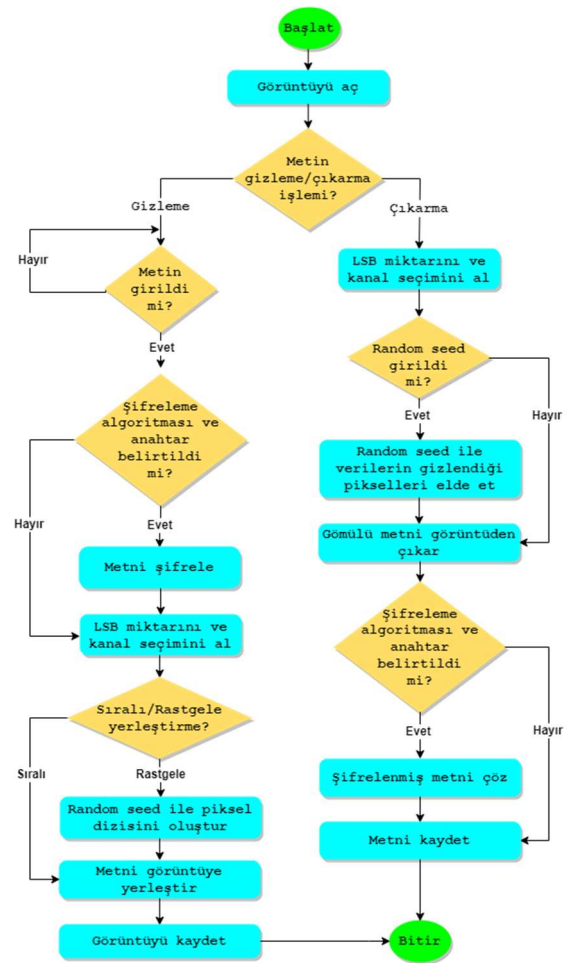 Başlat
Görüntüyü aç
Metin
gizleme/çıkarma
işlemi?
Gizleme
Hayır
Metin
girildi
mi?
Evet
Şifreleme
algoritması ve
anahtar
belirtildi
mi?
Hayır
Evet
Metni şifrele
LSB miktarını ve
kanal seçimini al
Sıralı/Rastgele
yerleştirme?
Sıralı
Rastgele
Random seed ile piksel
dizisini oluştur
Metni görüntüye
yerleştir
Görüntüyü kaydet
Çıkarma
LSB miktarını ve
kanal seçimini al
Random seed
girildi
mi?
Evet
Hayır
Random seed ile
verilerin gizlendiği
pikselleri elde et
Gömülü metni görüntüden
çıkar
Şifreleme
algoritması ve
anahtar
belirtildi
mi?
Evet
Hayır
Şifrelenmiş metni çöz
Metni kaydet
Bitir